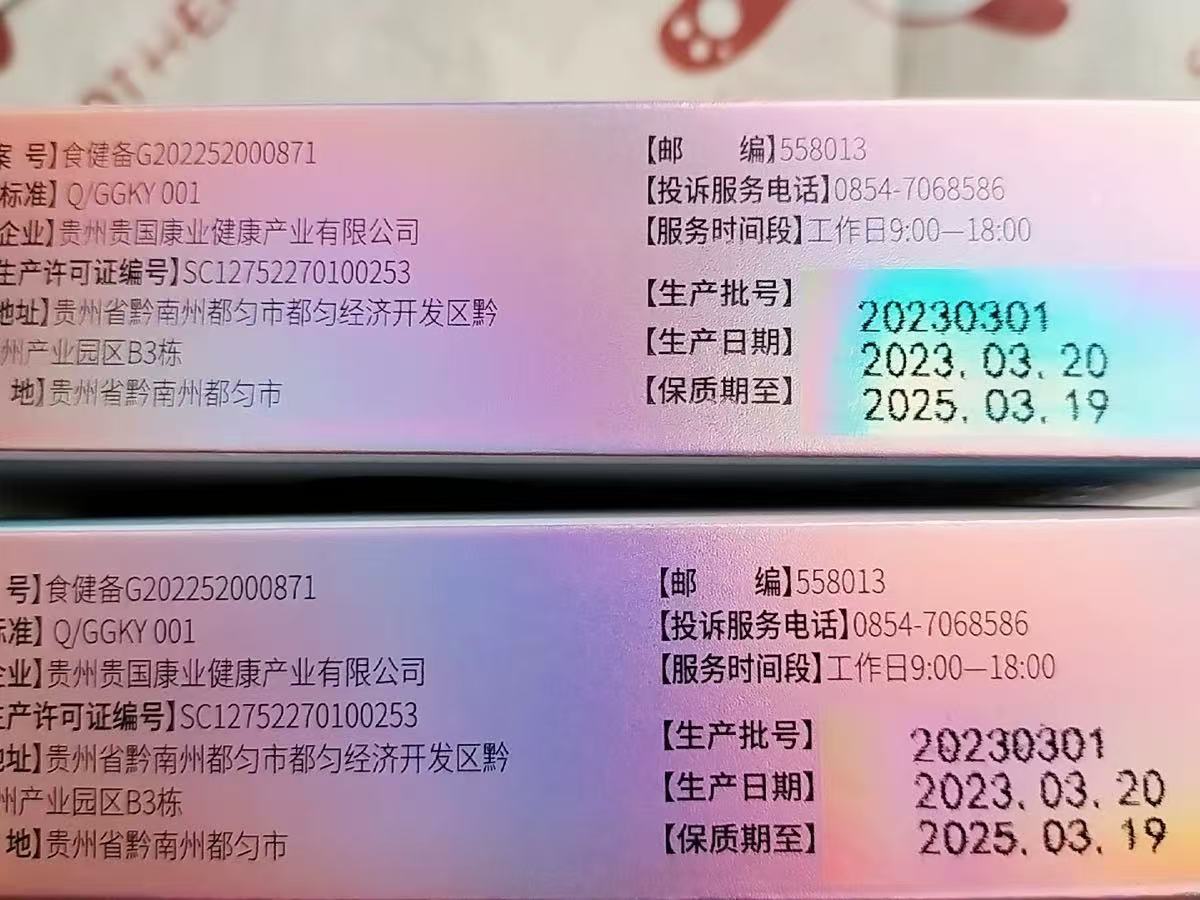 OTHE
案 号】食健备G202252000871
标准】Q/GGKY 001
企业】贵州贵国康业健康产业有限公司
生产许可证编号】SC12752270100253
地址】贵州省黔南州都匀市都匀经济开发区黔
州产业园区B3栋
地】贵州省黔南州都匀市
【邮 编】558013
【投诉服务电话】0854-7068586
【服务时间段】工作日9:00—18:00
【生产批号】 20230301
【生产日期】 2023. 03. 20
【保质期至】 2025. 03. 19
号】食健备G202252000871
标准】Q/GGKY 001
企业】贵州贵国康业健康产业有限公司
生产许可证编号】SC12752270100253
地址】贵州省黔南州都匀市都匀经济开发区黔
州产业园区B3栋
地】贵州省黔南州都匀市
【邮 编】558013
【投诉服务电话】0854-7068586
【服务时间段】工作日9:00—18:00
【生产批号】 20230301
【生产日期】 2023. 03. 20
【保质期至】 2025. 03. 19